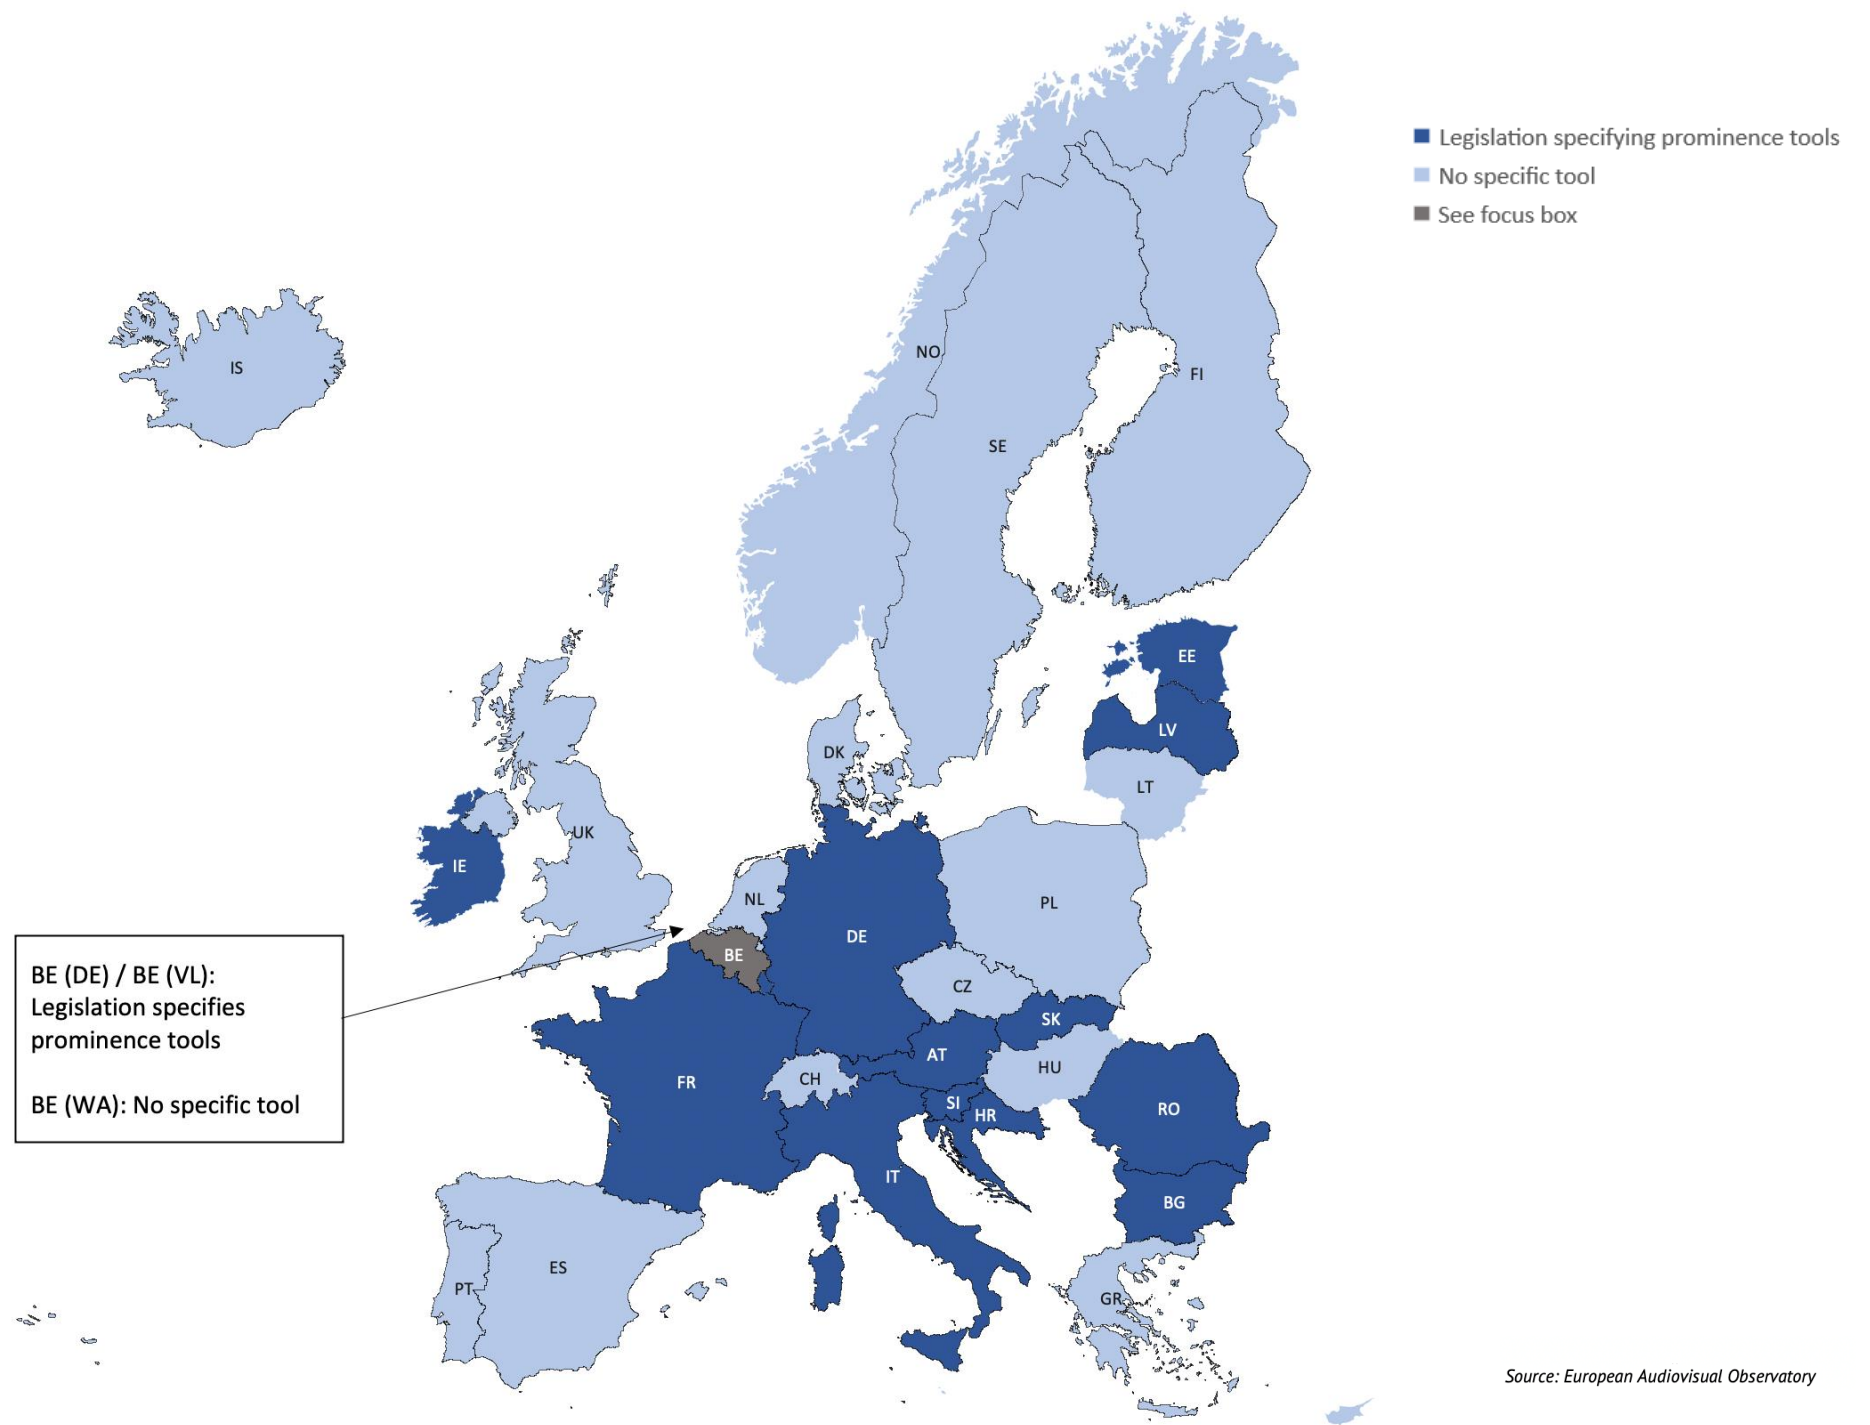 Legislation specifying prominence tools
No specific tool
See focus box
IS
NO
FI
SE
EE
LV
DK
LT
UK
IE
NL
PL
DE
BE
BE (DE) / BE (VL):
Legislation specifies
prominence tools
BE (WA): No specific tool
CZ
SK
AT
HU
CH
FR
SI
HR
RO
IT
BG
ES
PT
GR
Source: European Audiovisual Observatory